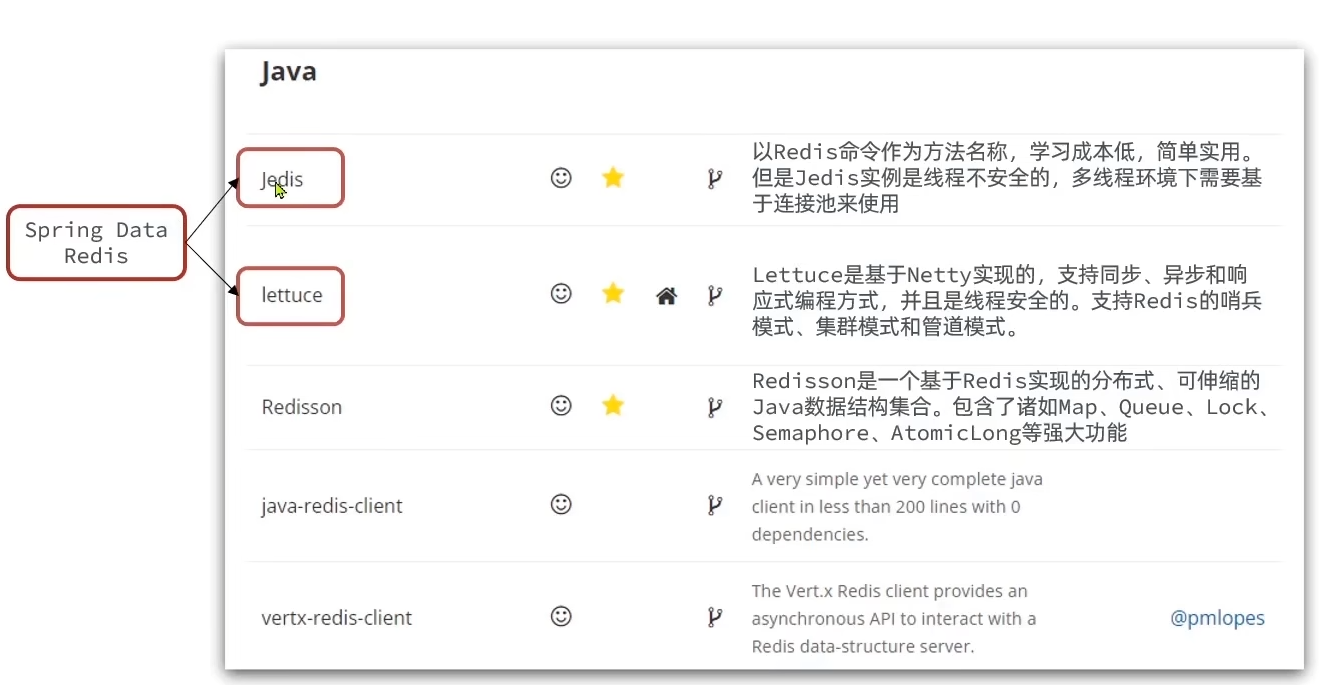 Java
Jedis
以Redis命令作为方法名称，学习成本低，简单实用。
但是Jedis实例是线程不安全的，多线程环境下需要基
于连接池来使用
Spring Data
Redis
lettuce
Lettuce是基于Netty实现的，支持同步、异步和响
应式编程方式，并且是线程安全的。支持Redis的哨兵
模式、集群模式和管道模式。
Redisson
Redisson是一个基于Redis实现的分布式、可伸缩的
Java数据结构集合。包含了诸如Map、Queue、Lock、
Semaphore、AtomicLong等强大功能
java-redis-client
A very simple yet very complete java
client in less than 200 lines with 0
dependencies.
vertx-redis-client
The Vert.x Redis client provides an
asynchronous API to interact with a
Redis data-structure server.
@pmlopes